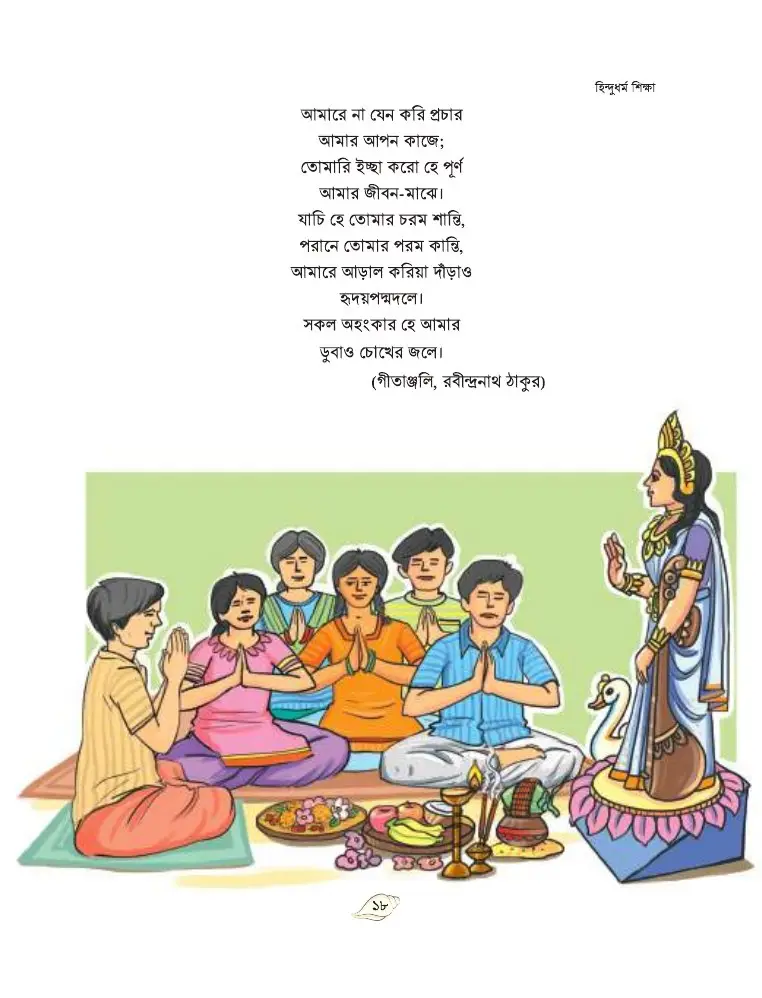 হিন্দুধর্ম শিক্ষা
আমারে না যেন করি প্রচার
আমার আপন কাজে;
তোমারি ইচ্ছা করো হে পূর্ণ
আমার জীবন-মাঝে।
যাচি হে তোমার চরম শান্তি,
পরানে তোমার পরম কান্তি,
আমারে আড়াল করিয়া দাঁড়াও
হৃদয়পদ্মদলে।
সকল অহংকার হে আমার
ডুবাও চোখের জলে।
(গীতাঞ্জলি, রবীন্দ্রনাথ ঠাকুর)
১৮